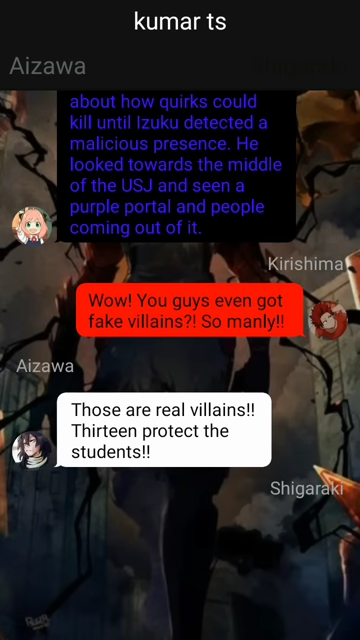 kumar ts
Aizawa
Shigaraki
about how quirks could
kill until Izuku detected a
malicious presence. He
looked towards the middle
of the USJ and seen a
purple portal and people
coming out of it.
Kirishima
Wow! You guys even got
fake villains?! So manly!!
Aizawa
Those are real villains!!
Thirteen protect the
students!!
Shigaraki